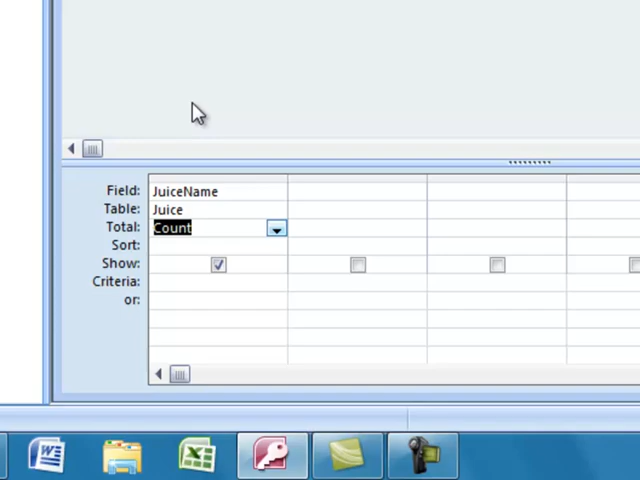 Field: JuiceName
Table: Juice
Total: Count
Sort:
Show:
Criteria:
or: